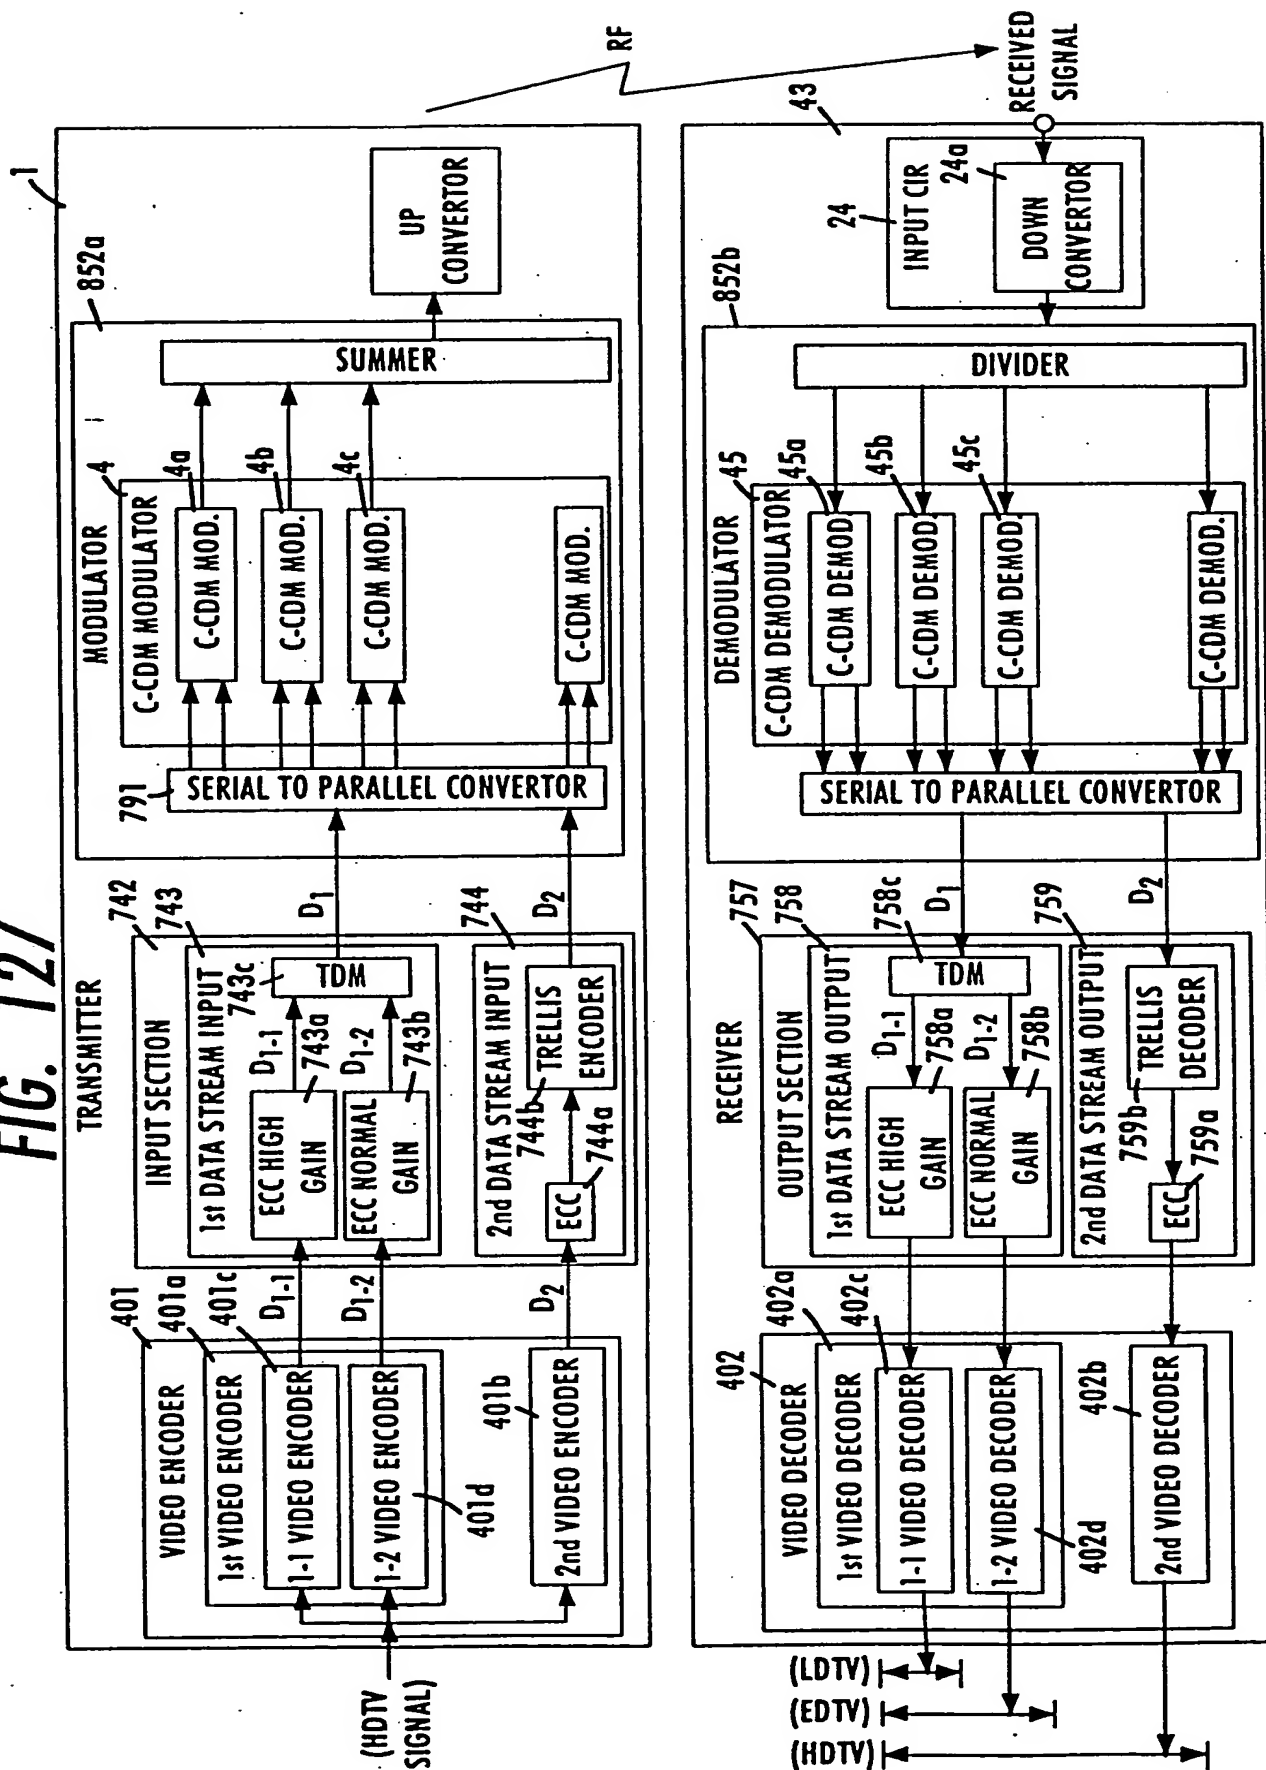 FIG. 127
TRANSMITTER
1
(HDTV
SIGNAL)
VIDEO ENCODER
401
1st VIDEO ENCODER
401a
1-1 VIDEO ENCODER
401c
1-2 VIDEO ENCODER
401d
2nd VIDEO ENCODER
401b
D1-1
D1-2
D2
INPUT SECTION
742
1st DATA STREAM INPUT
743
ECC HIGH
GAIN
743a
D1-1
ECC NORMAL
GAIN
743b
D1-2
TDM
743c
2nd DATA STREAM INPUT
744
ECC
744a
TRELLIS
ENCODER
744b
D1
D2
MODULATOR
852a
791
SERIAL TO PARALLEL CONVERTOR
C-CDM MODULATOR
4
C-CDM MOD.
4a
C-CDM MOD.
4b
C-CDM MOD.
4c
C-CDM MOD.
SUMMER
UP
CONVERTOR
RF
RECEIVED
SIGNAL
RECEIVER
43
INPUT CIR
24
DOWN
CONVERTOR
24a
DEMODULATOR
852b
DIVIDER
C-CDM DEMODULATOR
45
C-CDM DEMOD.
45a
C-CDM DEMOD.
45b
C-CDM DEMOD.
45c
C-CDM DEMOD.
SERIAL TO PARALLEL CONVERTOR
D1
D2
OUTPUT SECTION
757
1st DATA STREAM OUTPUT
758
TDM
758c
D1-1
D1-2
ECC HIGH
GAIN
758a
ECC NORMAL
GAIN
758b
2nd DATA STREAM OUTPUT
759
TRELLIS
DECODER
759b
ECC
759a
VIDEO DECODER
402
1st VIDEO DECODER
402a
1-1 VIDEO DECODER
402c
1-2 VIDEO DECODER
402d
2nd VIDEO DECODER
402b
(LDTV)
(EDTV)
(HDTV)